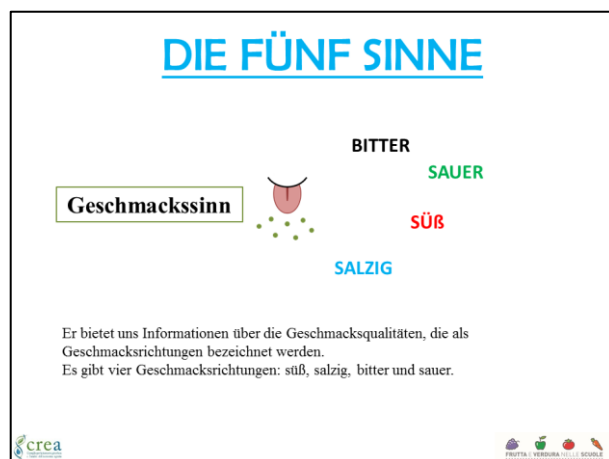 DIE FÜNF SINNE
BITTER
SAUER
Geschmackssinn
SÜß
SALZIG
Er bietet uns Informationen über die Geschmacksqualitäten, die als
Geschmacksrichtungen bezeichnet werden.
Es gibt vier Geschmacksrichtungen: süß, salzig, bitter und sauer.
crea
FRUTTA E VERDURA NELLE SCUOLE